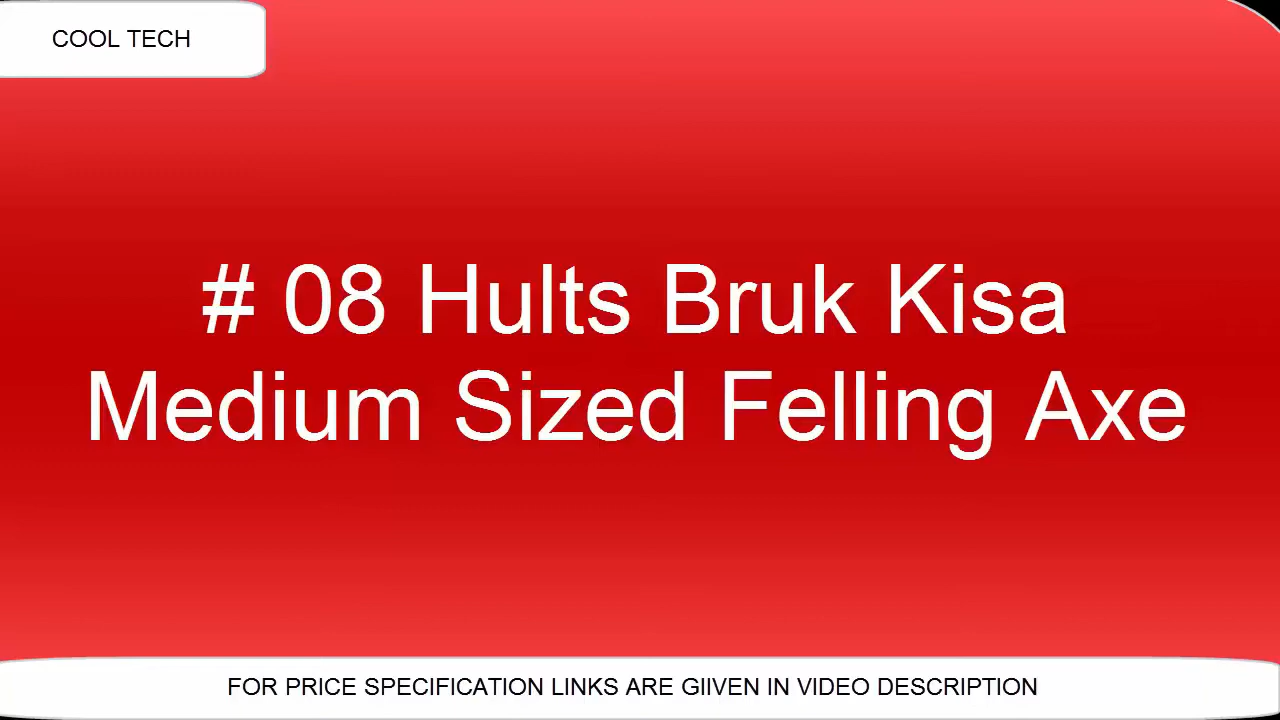 COOL TECH
# 08 Hults Bruk Kisa
Medium Sized Felling Axe
FOR PRICE SPECIFICATION LINKS ARE GIIVEN IN VIDEO DESCRIPTION